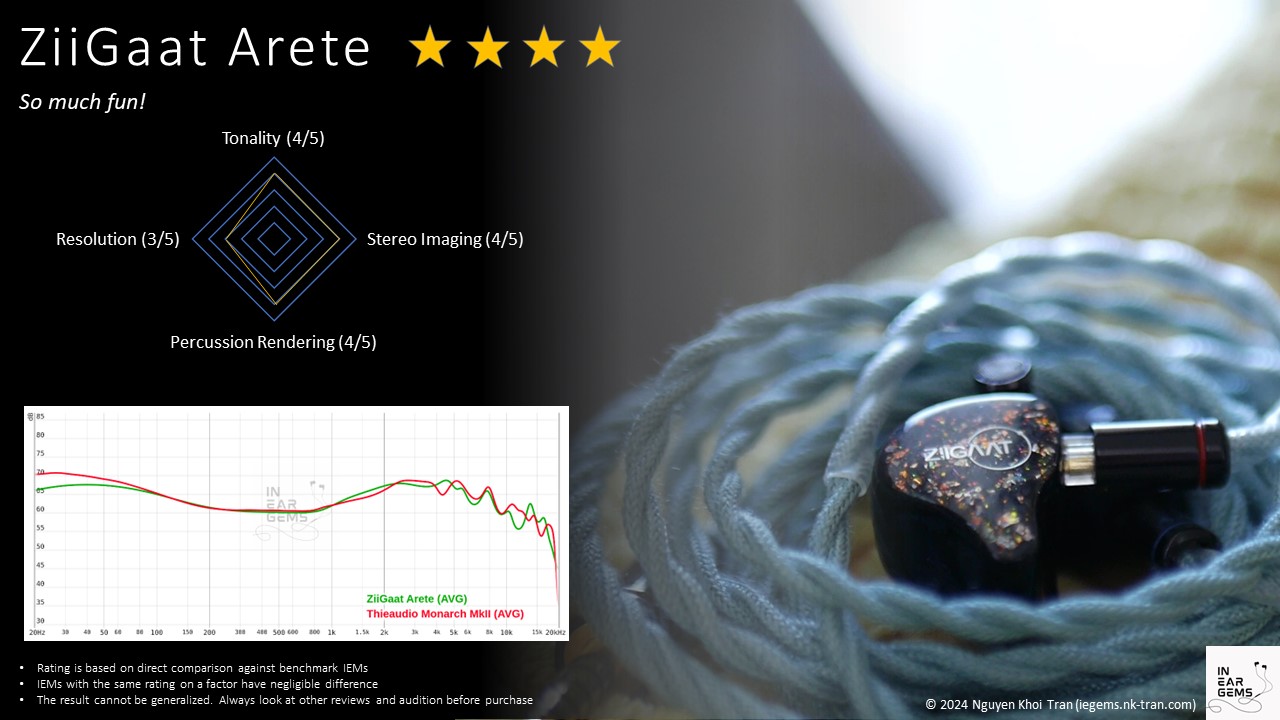 ZiiGaat Arete
So much fun!
Tonality (4/5)
Resolution (3/5)
Stereo Imaging (4/5)
Percussion Rendering (4/5)
dB
85
80
75
70
65
60
55
50
45
40
35
30
IN
EAR
GEMS
ZiiGaat Arete (AVG)
Thieaudio Monarch MkII (AVG)
20Hz 30 40 50 60 80 100 150 200 300 400 500 600 800 1k 1.5k 2k 3k 4k 5k 6k 8k 10k 15k 20kHz
• Rating is based on direct comparison against benchmark IEMs
• IEMs with the same rating on a factor have negligible difference
• The result cannot be generalized. Always look at other reviews and audition before purchase
ZIIGAAT
© 2024 Nguyen Khoi Tran (iegems.nk-tran.com)
IN
EAR
GEMS